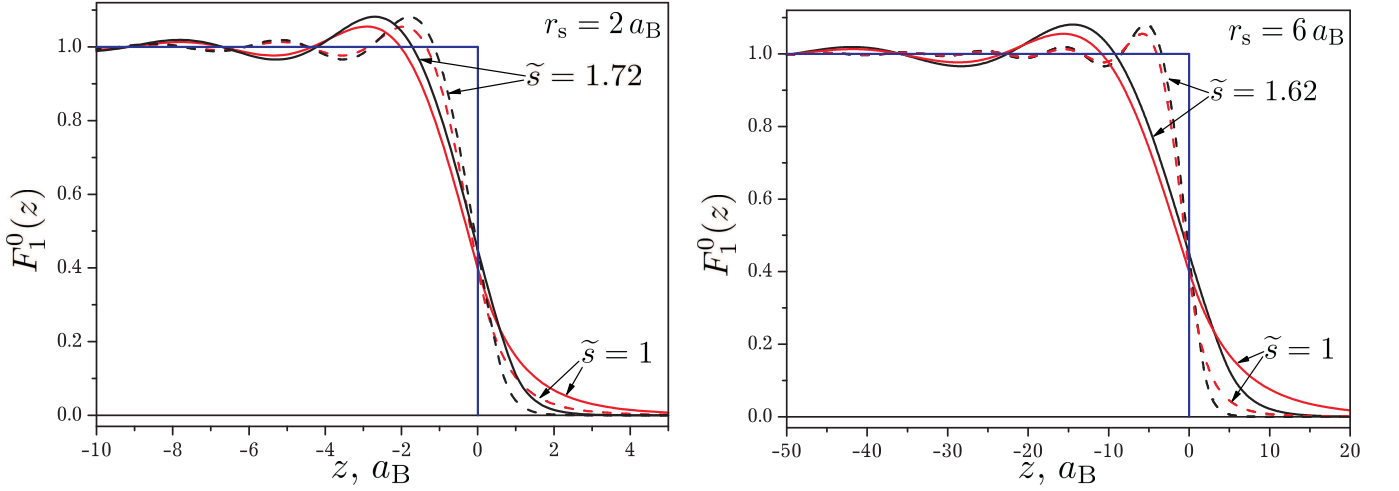 r_s = 2 a_B
1.0
s̃ = 1.72
0.8
0.6
F_1^0(z)
0.4
s̃ = 1
0.2
0.0
-10 -8 -6 -4 -2 0 2 4
z, a_B
r_s = 6 a_B
1.0
s̃ = 1.62
0.8
0.6
F_1^0(z)
0.4
s̃ = 1
0.2
0.0
-50 -40 -30 -20 -10 0 10 20
z, a_B